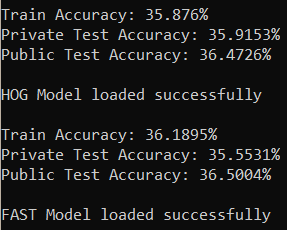 Train Accuracy: 35.876%
Private Test Accuracy: 35.9153%
Public Test Accuracy: 36.4726%
HOG Model loaded successfully
Train Accuracy: 36.1895%
Private Test Accuracy: 35.5531%
Public Test Accuracy: 36.5004%
FAST Model loaded successfully